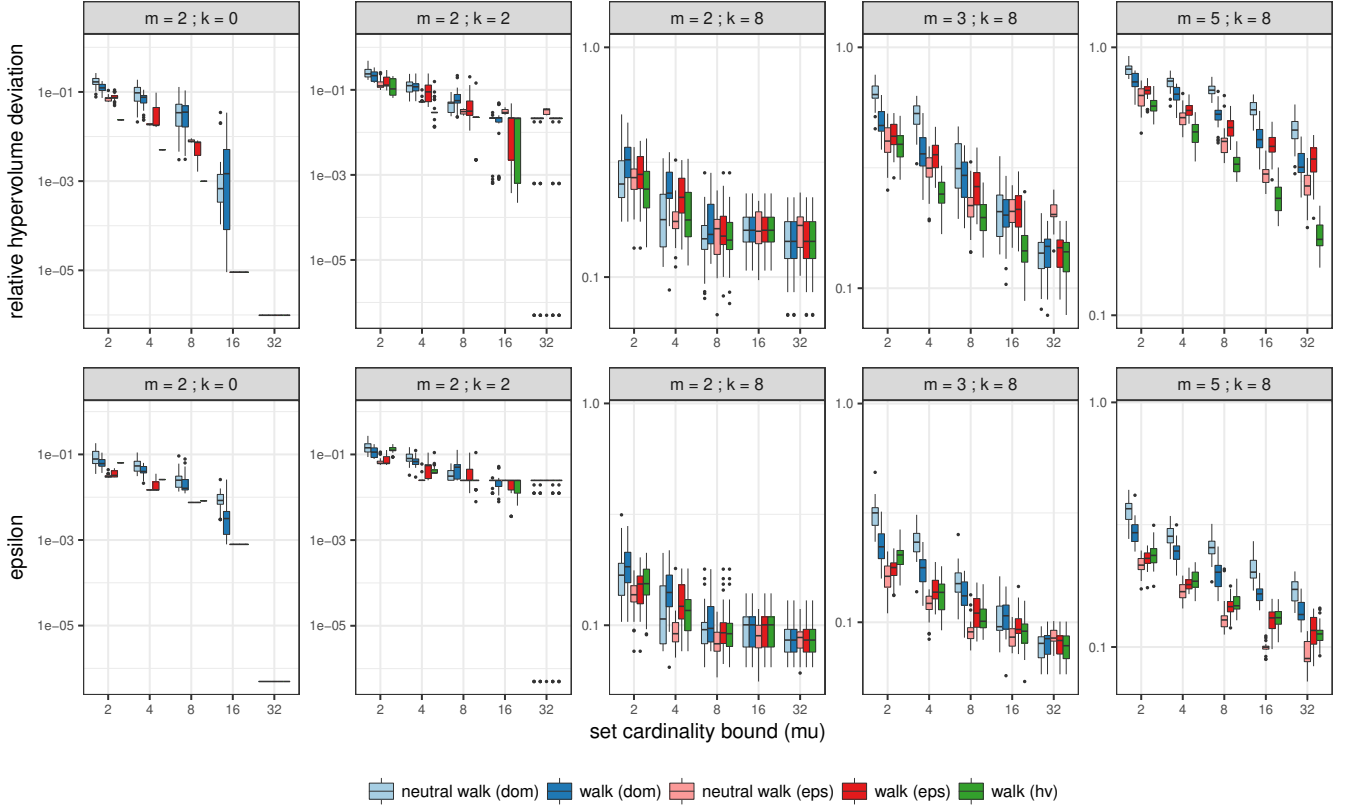 m = 2 ; k = 0
m = 2 ; k = 2
m = 2 ; k = 8
m = 3 ; k = 8
m = 5 ; k = 8
relative hypervolume deviation
1e−01
1e−03
1e−05
1e−01
1e−03
1e−05
1.0
0.1
1.0
0.1
1.0
0.1
2 4 8 16 32
2 4 8 16 32
2 4 8 16 32
2 4 8 16 32
2 4 8 16 32
m = 2 ; k = 0
m = 2 ; k = 2
m = 2 ; k = 8
m = 3 ; k = 8
m = 5 ; k = 8
epsilon
1e−01
1e−03
1e−05
1e−01
1e−03
1e−05
1.0
0.1
1.0
0.1
1.0
0.1
2 4 8 16 32
2 4 8 16 32
2 4 8 16 32
2 4 8 16 32
2 4 8 16 32
set cardinality bound (mu)
neutral walk (dom) walk (dom) neutral walk (eps) walk (eps) walk (hv)